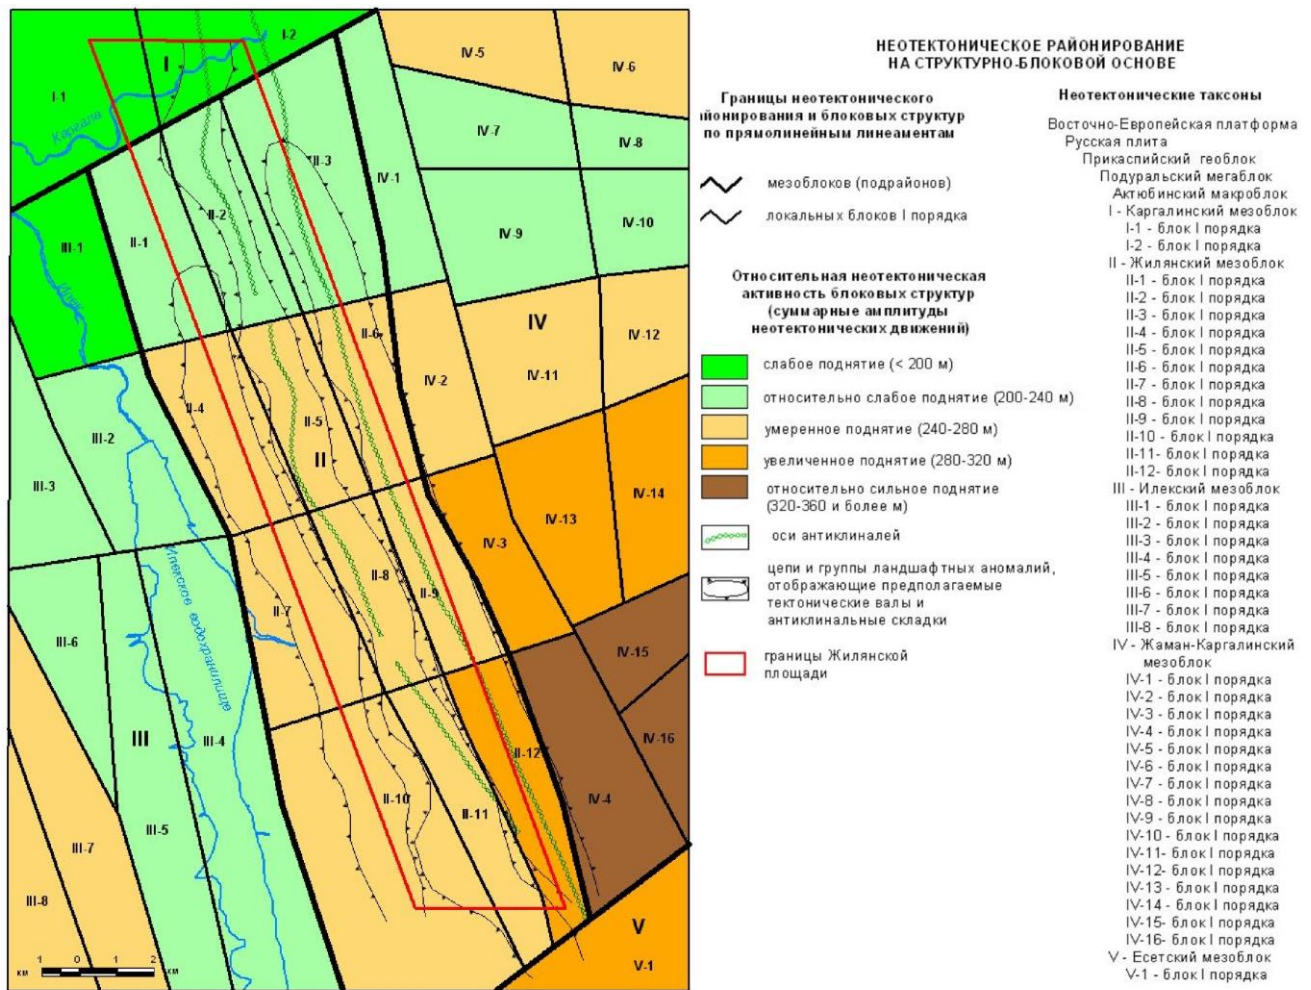 I-2
I
I-1
Каргала
IV-5
IV-6
IV-7
IV-8
II-3
IV-1
II-2
III-1
II-1
IV-9
IV-10
Илек
II-6
IV
IV-12
IV-2
IV-11
II-4
II-5
III-2
II
III-3
IV-14
IV-13
IV-3
Илекское водохранилище
II-8
II-9
II-7
III-6
IV-15
III
III-4
II-12
IV-16
II-10
II-11
IV-4
III-5
III-7
III-8
V
V-1
1 0 1 2
км км
НЕОТЕКТОНИЧЕСКОЕ РАЙОНИРОВАНИЕ
НА СТРУКТУРНО-БЛОКОВОЙ ОСНОВЕ
Границы неотектонического
йонирования и блоковых структур
по прямолинейным линеаментам
мезоблоков (подрайонов)
локальных блоков I порядка
Относительная неотектоническая
активность блоковых структур
(суммарные амплитуды
неотектонических движений)
слабое поднятие (< 200 м)
относительно слабое поднятие (200-240 м)
умеренное поднятие (240-280 м)
увеличенное поднятие (280-320 м)
относительно сильное поднятие
(320-360 и более м)
оси антиклиналей
цепи и группы ландшафтных аномалий,
отображающие предполагаемые
тектонические валы и
антиклинальные складки
границы Жилянской
площади
Неотектонические таксоны
Восточно-Европейская платформа
Русская плита
Прикаспийский геоблок
Подуральский мегаблок
Актюбинский макроблок
I - Каргалинский мезоблок
I-1 - блок I порядка
I-2 - блок I порядка
II - Жилянский мезоблок
II-1 - блок I порядка
II-2 - блок I порядка
II-3 - блок I порядка
II-4 - блок I порядка
II-5 - блок I порядка
II-6 - блок I порядка
II-7 - блок I порядка
II-8 - блок I порядка
II-9 - блок I порядка
II-10 - блок I порядка
II-11- блок I порядка
II-12- блок I порядка
III - Илекский мезоблок
III-1 - блок I порядка
III-2 - блок I порядка
III-3 - блок I порядка
III-4 - блок I порядка
III-5 - блок I порядка
III-6 - блок I порядка
III-7 - блок I порядка
III-8 - блок I порядка
IV - Жаман-Каргалинский
мезоблок
IV-1 - блок I порядка
IV-2 - блок I порядка
IV-3 - блок I порядка
IV-4 - блок I порядка
IV-5 - блок I порядка
IV-6 - блок I порядка
IV-7 - блок I порядка
IV-8 - блок I порядка
IV-9 - блок I порядка
IV-10 - блок I порядка
IV-11- блок I порядка
IV-12- блок I порядка
IV-13 - блок I порядка
IV-14 - блок I порядка
IV-15- блок I порядка
IV-16- блок I порядка
V - Есетский мезоблок
V-1 - блок I порядка